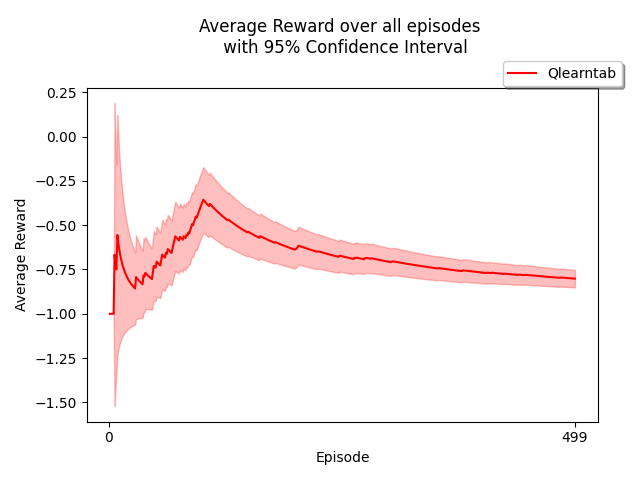 Average Reward over all episodes
with 95% Confidence Interval
Qlearntab
0.25
0.00
−0.25
−0.50
−0.75
−1.00
−1.25
−1.50
Average Reward
0
499
Episode